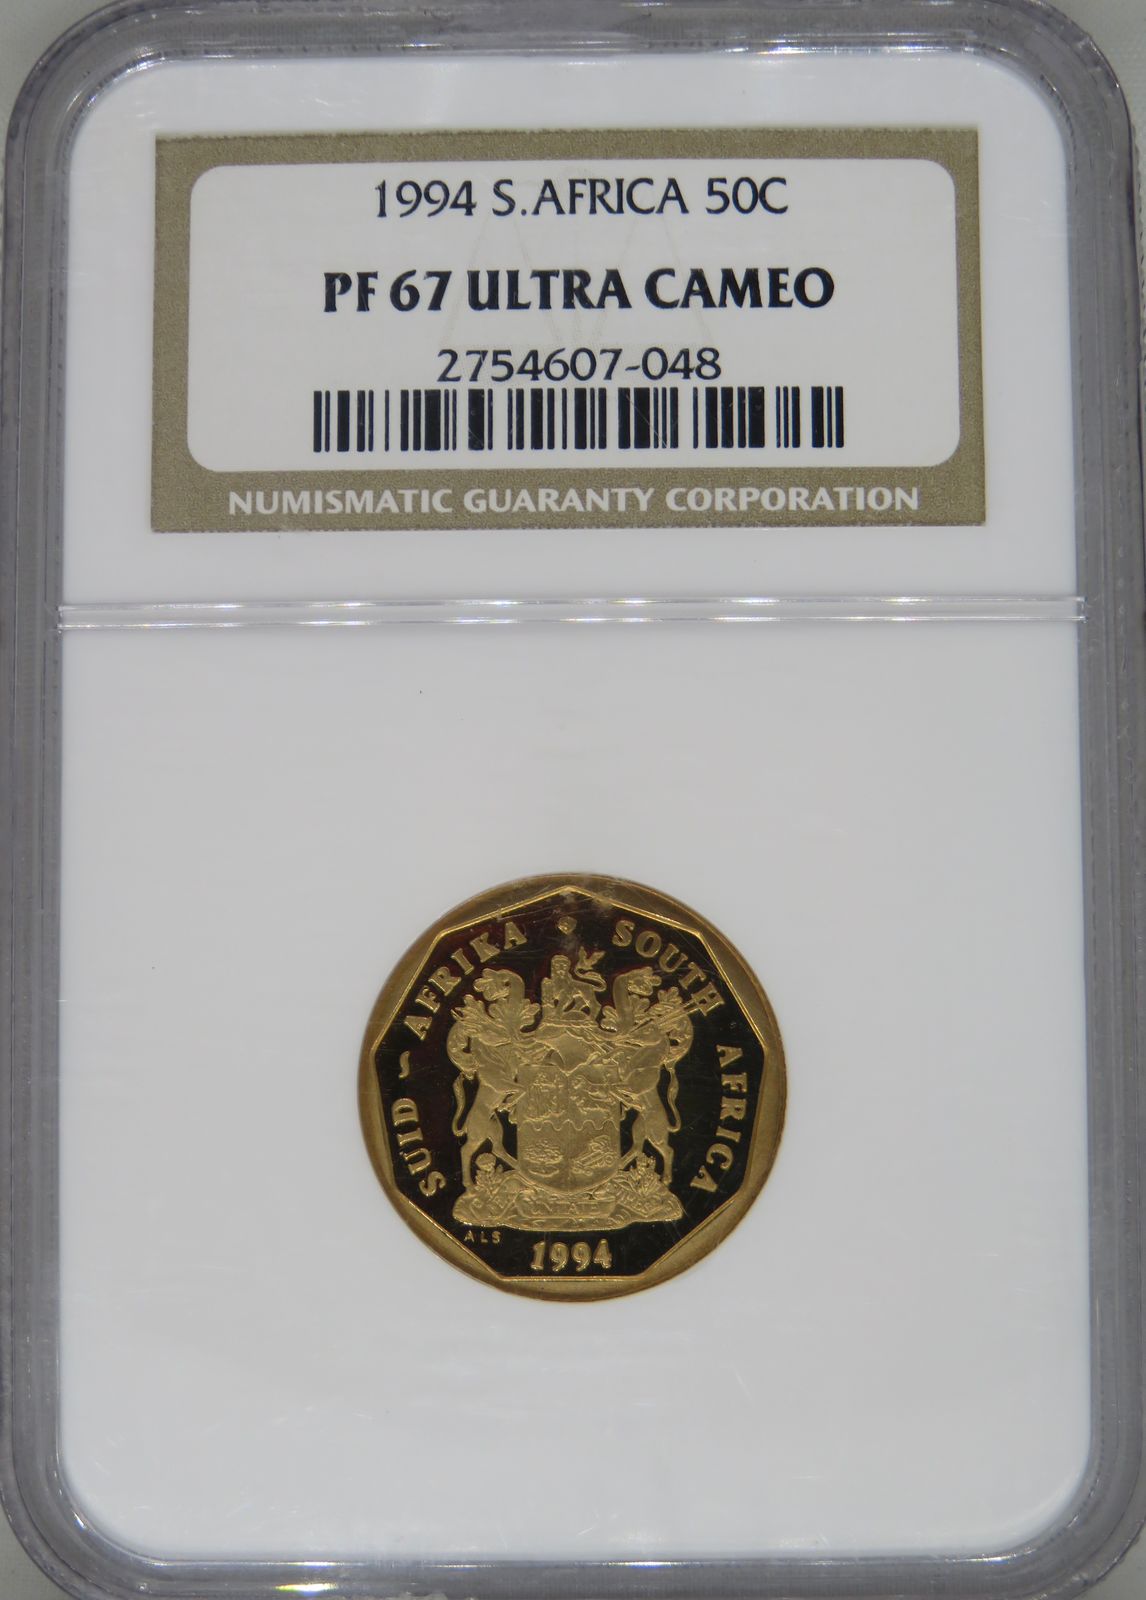 1994 S.AFRICA 50C
PF 67 ULTRA CAMEO
2754607-048
NUMISMATIC GUARANTY CORPORATION
SUID - AFRIKA · SOUTH AFRICA
ALS
1994